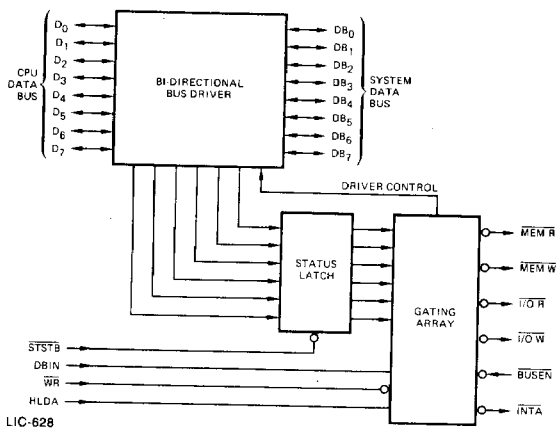 D0
D1
D2
D3
D4
D5
D6
D7
CPU
DATA
BUS
BI-DIRECTIONAL
BUS DRIVER
DB0
DB1
DB2
DB3
DB4
DB5
DB6
DB7
SYSTEM
DATA
BUS
DRIVER CONTROL
STATUS
LATCH
GATING
ARRAY
MEM R
MEM W
I/O R
I/O W
BUSEN
INTA
STSTB
DBIN
WR
HLDA
LIC-628